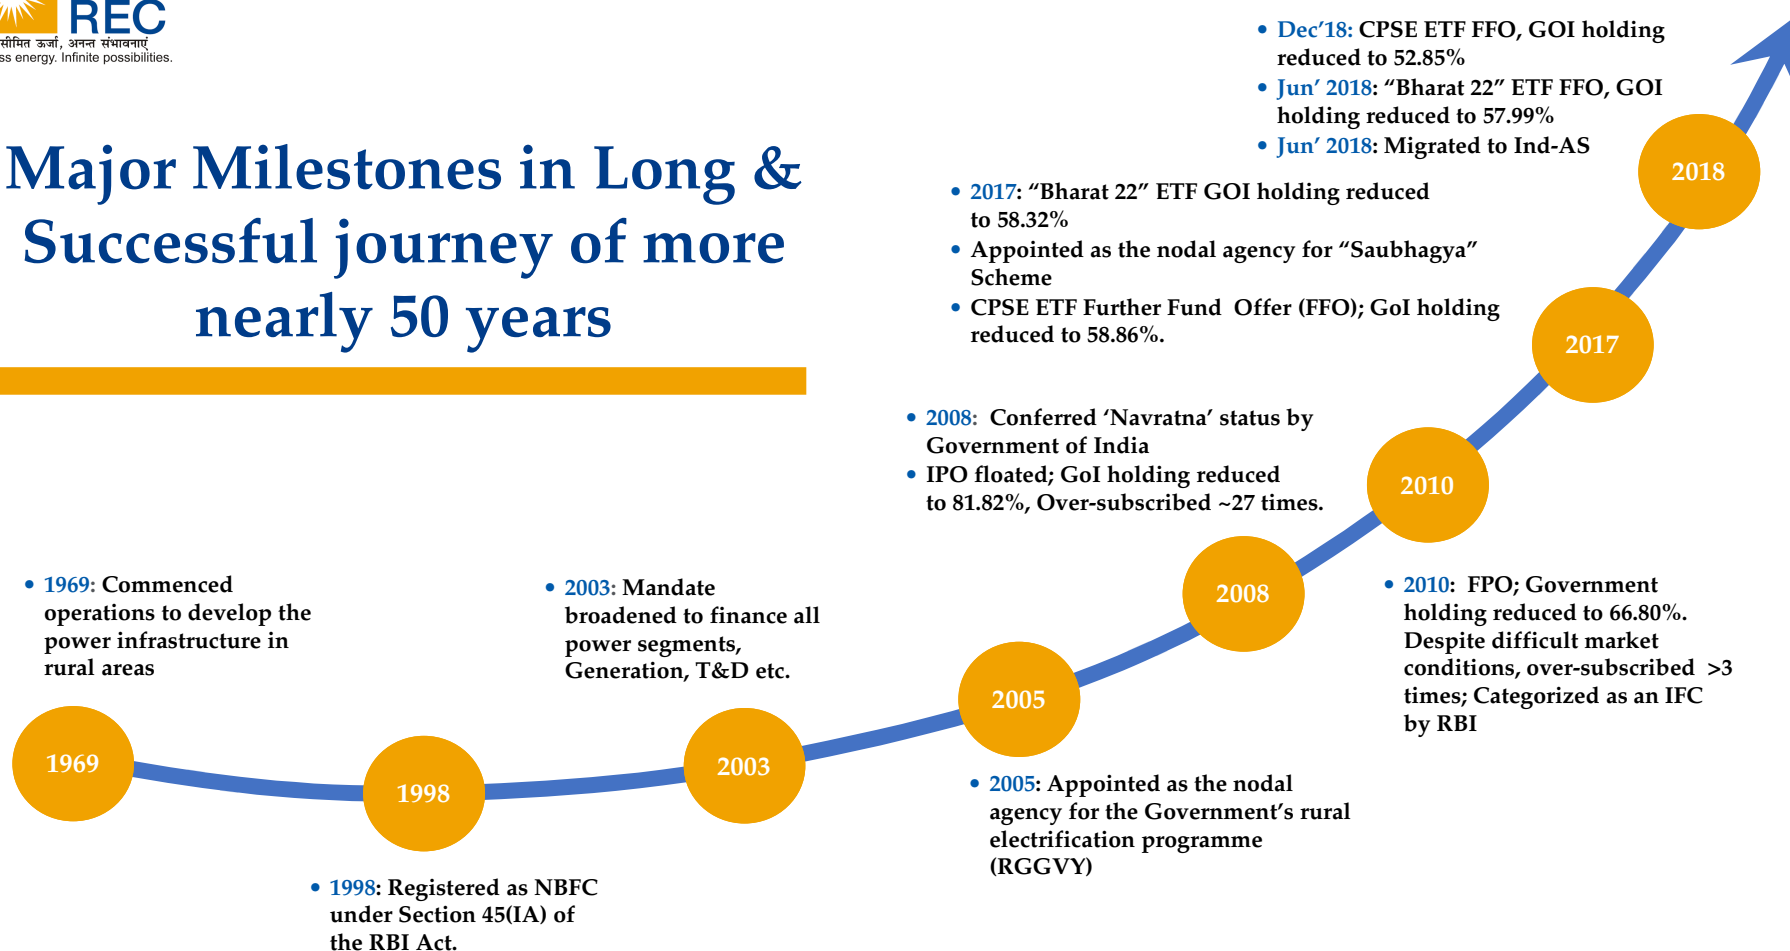 REC
सीमित ऊर्जा, अनन्त संभावनाएं
ss energy. Infinite possibilities.
Major Milestones in Long &
Successful journey of more
nearly 50 years
• Dec’18: CPSE ETF FFO, GOI holding
reduced to 52.85%
• Jun’ 2018: “Bharat 22” ETF FFO, GOI
holding reduced to 57.99%
• Jun’ 2018: Migrated to Ind-AS
2018
• 2017: “Bharat 22” ETF GOI holding reduced
to 58.32%
• Appointed as the nodal agency for “Saubhagya”
Scheme
• CPSE ETF Further Fund  Offer (FFO); GoI holding
reduced to 58.86%.
2017
• 2008:  Conferred ‘Navratna’ status by
Government of India
• IPO floated; GoI holding reduced
to 81.82%, Over-subscribed ~27 times.
2010
2008
• 2010:  FPO; Government
holding reduced to 66.80%.
Despite difficult market
conditions, over-subscribed  >3
times; Categorized as an IFC
by RBI
• 1969: Commenced
operations to develop the
power infrastructure in
rural areas
• 2003: Mandate
broadened to finance all
power segments,
Generation, T&D etc.
1969
1998
2003
2005
• 2005: Appointed as the nodal
agency for the Government’s rural
electrification programme
(RGGVY)
• 1998: Registered as NBFC
under Section 45(IA) of
the RBI Act.